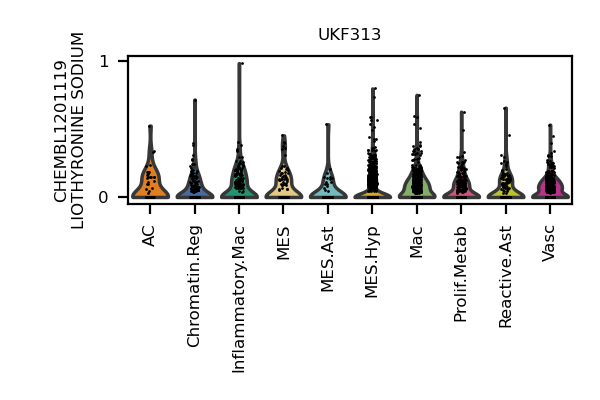 UKF313
CHEMBL1201119
LIOTHYRONINE SODIUM
1
0
AC
Chromatin.Reg
Inflammatory.Mac
MES
MES.Ast
MES.Hyp
Mac
Prolif.Metab
Reactive.Ast
Vasc